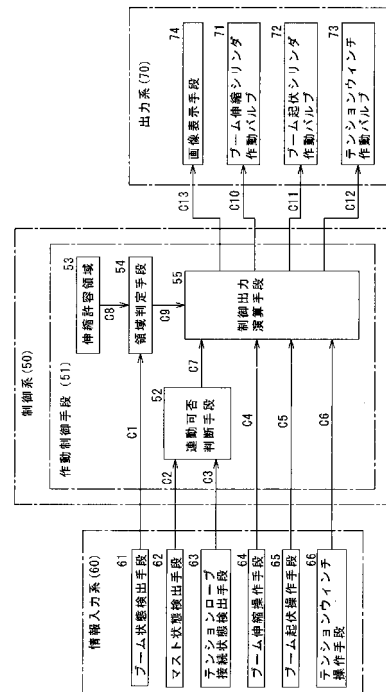 情報入力系(60)
ブーム状態検出手段
61
マスト状態検出手段
62
テンションロープ
接続状態検出手段
63
ブーム伸縮操作手段
64
ブーム起伏操作手段
65
テンションウィンチ
操作手段
66
C1
C2
C3
C4
C5
C6
制御系(50)
作動制御手段(51)
連動可否
判断手段
52
C7
伸縮許容領域
53
C8
領域判定手段
54
C9
制御出力
演算手段
55
C13
C10
C11
C12
出力系(70)
画像表示手段
74
ブーム伸縮シリンダ
作動バルブ
71
ブーム起伏シリンダ
作動バルブ
72
テンションウィンチ
作動バルブ
73